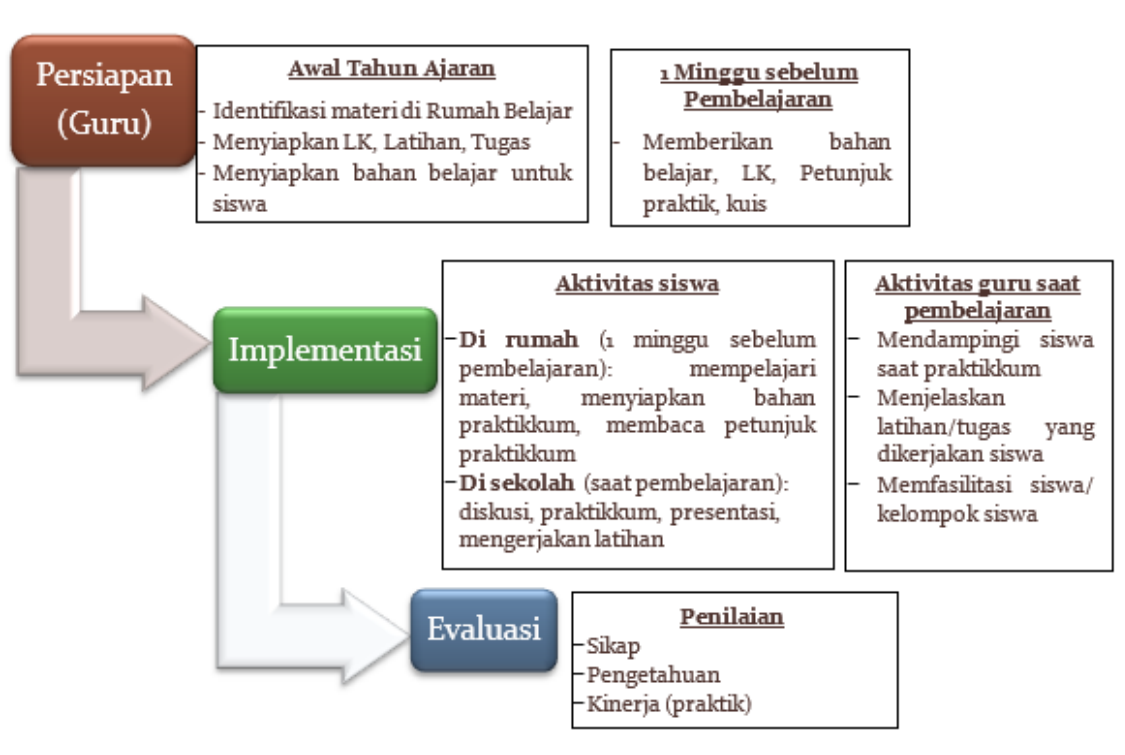 Persiapan
(Guru)
Awal Tahun Ajaran
- Identifikasi materi di Rumah Belajar
- Menyiapkan LK, Latihan, Tugas
- Menyiapkan bahan belajar untuk
siswa
1 Minggu sebelum
Pembelajaran
- Memberikan bahan
belajar, LK, Petunjuk
praktik, kuis
Implementasi
Aktivitas siswa
- Di rumah (1 minggu sebelum
pembelajaran): mempelajari
materi, menyiapkan bahan
praktikkum, membaca petunjuk
praktikkum
- Di sekolah (saat pembelajaran):
diskusi, praktikkum, presentasi,
mengerjakan latihan
Aktivitas guru saat
pembelajaran
- Mendampingi siswa
saat praktikkum
- Menjelaskan
latihan/tugas yang
dikerjakan siswa
- Memfasilitasi siswa/
kelompok siswa
Evaluasi
Penilaian
- Sikap
- Pengetahuan
- Kinerja (praktik)